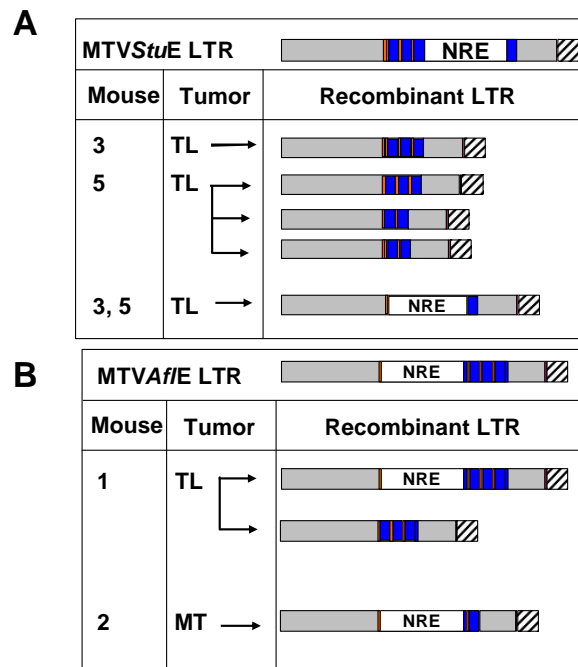 A
MTVStuE LTR
NRE
Mouse Tumor Recombinant LTR
3 TL
5 TL
3, 5 TL
NRE
B
MTVAflE LTR
NRE
Mouse Tumor Recombinant LTR
1 TL
NRE
2 MT
NRE